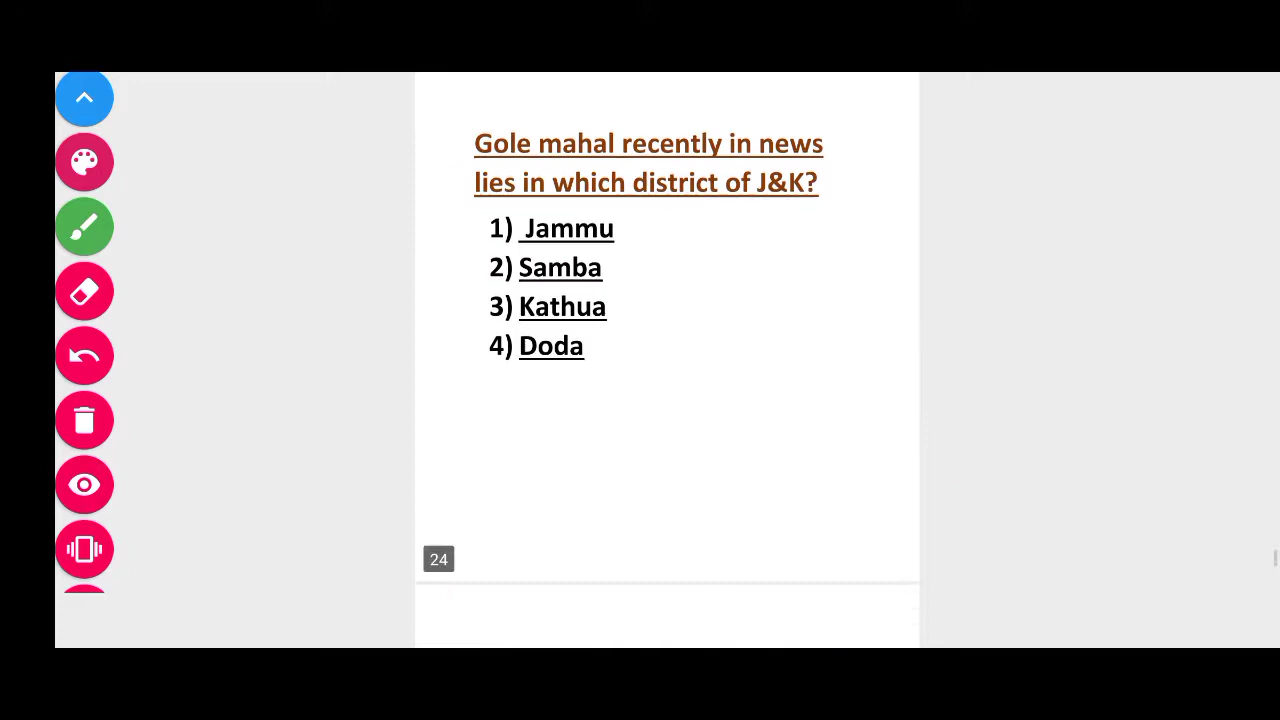 Gole mahal recently in news
lies in which district of J&K?
1) Jammu
2) Samba
3) Kathua
4) Doda
24